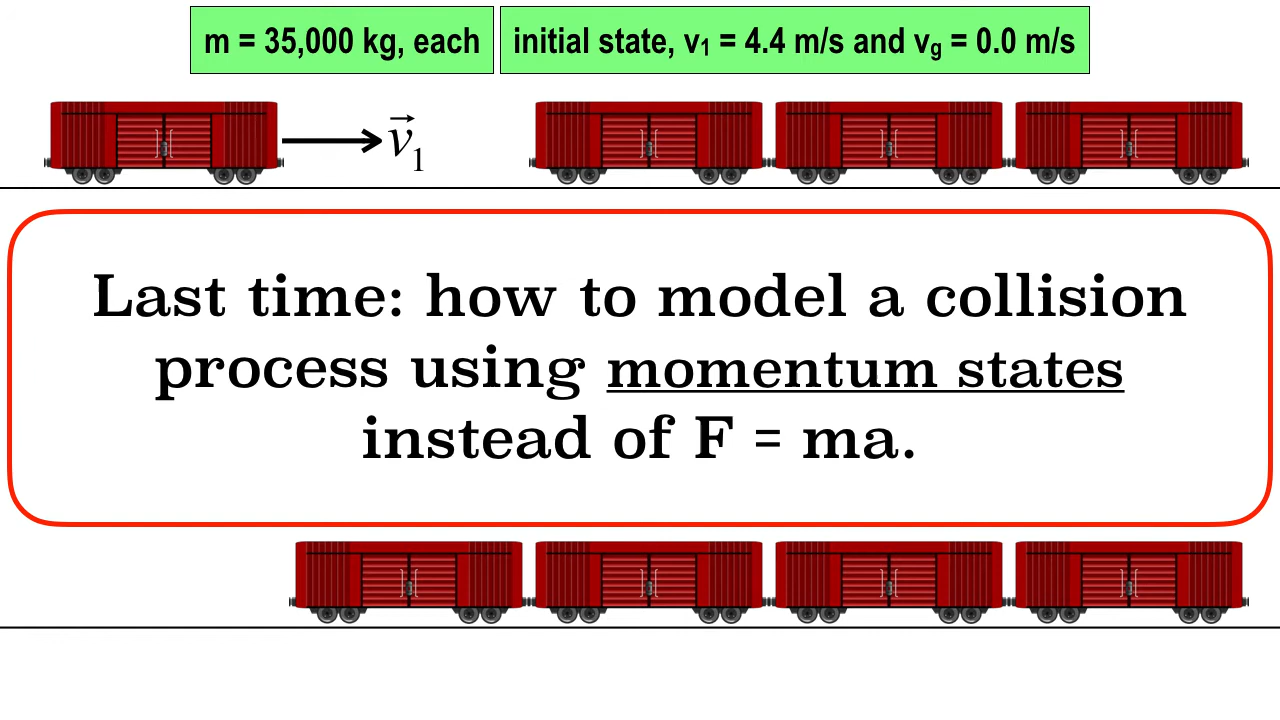 m = 35,000 kg, each
initial state, v₁ = 4.4 m/s and vg = 0.0 m/s
v⃗₁
Last time: how to model a collision
process using momentum states
instead of F = ma.